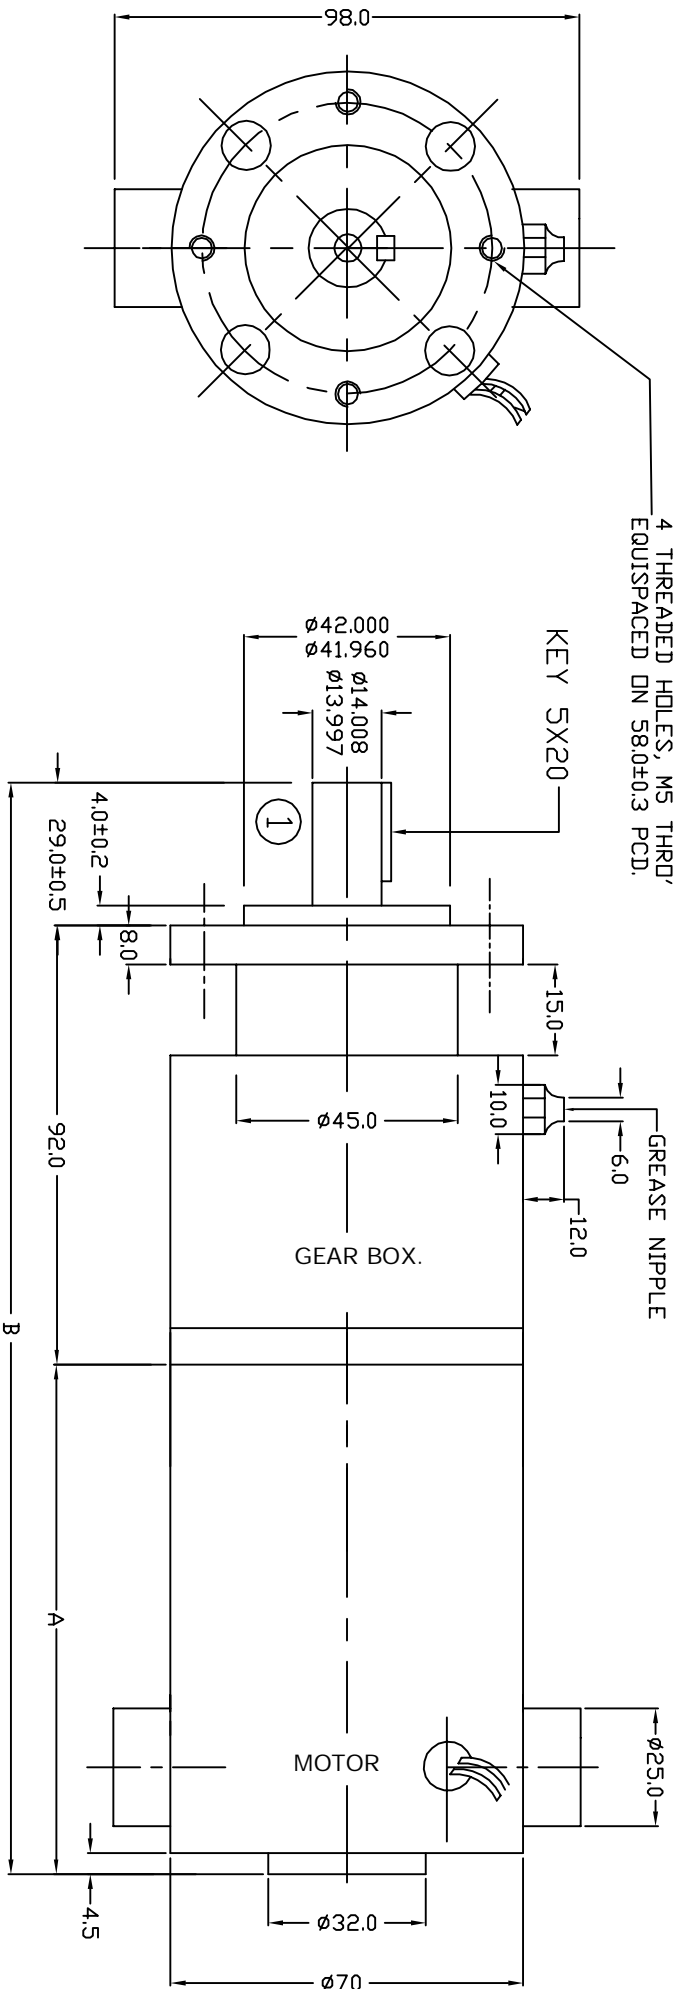 98.0
4 THREADED HOLES, M5 THRO'
EQUISPACED ON 58.0±0.3 PCD.
KEY 5X20
ø42.000
ø41.960
ø14.008
ø13.997
1
4.0±0.2
29.0±0.5
8.0
15.0
10.0
6.0
12.0
GREASE NIPPLE
ø45.0
92.0
GEAR BOX.
B
A
MOTOR
ø25.0
4.5
ø32.0
ø70